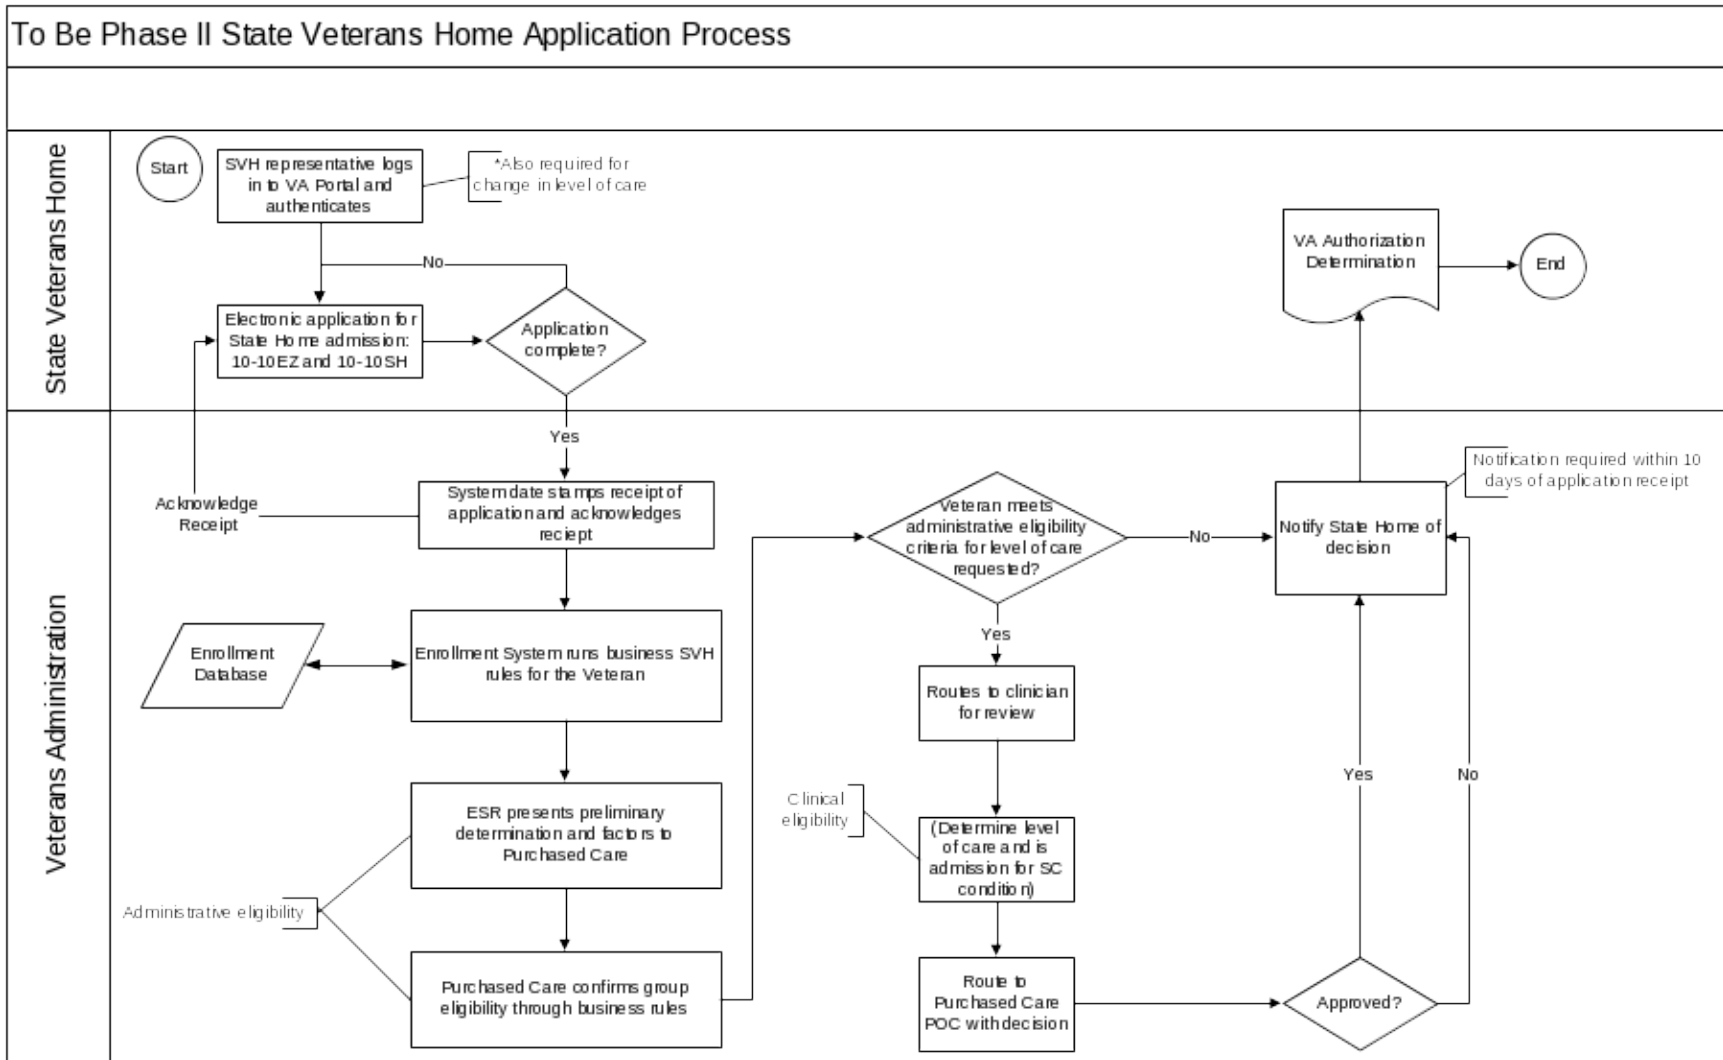 To Be Phase II State Veterans Home Application Process
State Veterans Home
Start
SVH representative logs
in to VA Portal and
authenticates
*Also required for
change in level of care
No
Electronic application for
State Home admission:
10-10EZ and 10-10SH
Application
complete?
VA Authorization
Determination
End
Veterans Administration
Yes
Acknowledge
Receipt
System date stamps receipt of
application and acknowledges
reciept
Enrollment
Database
Enrollment System runs business SVH
rules for the Veteran
ESR presents preliminary
determination and factors to
Purchased Care
Administrative eligibility
Purchased Care confirms group
eligibility through business rules
Veteran meets
administrative eligibility
criteria for level of care
requested?
No
Yes
Routes to clinician
for review
Clinical
eligibility
(Determine level
of care and is
admission for SC
condition)
Route to
Purchased Care
POC with decision
Approved?
Yes
No
Notify State Home of
decision
Notification required within 10
days of application receipt